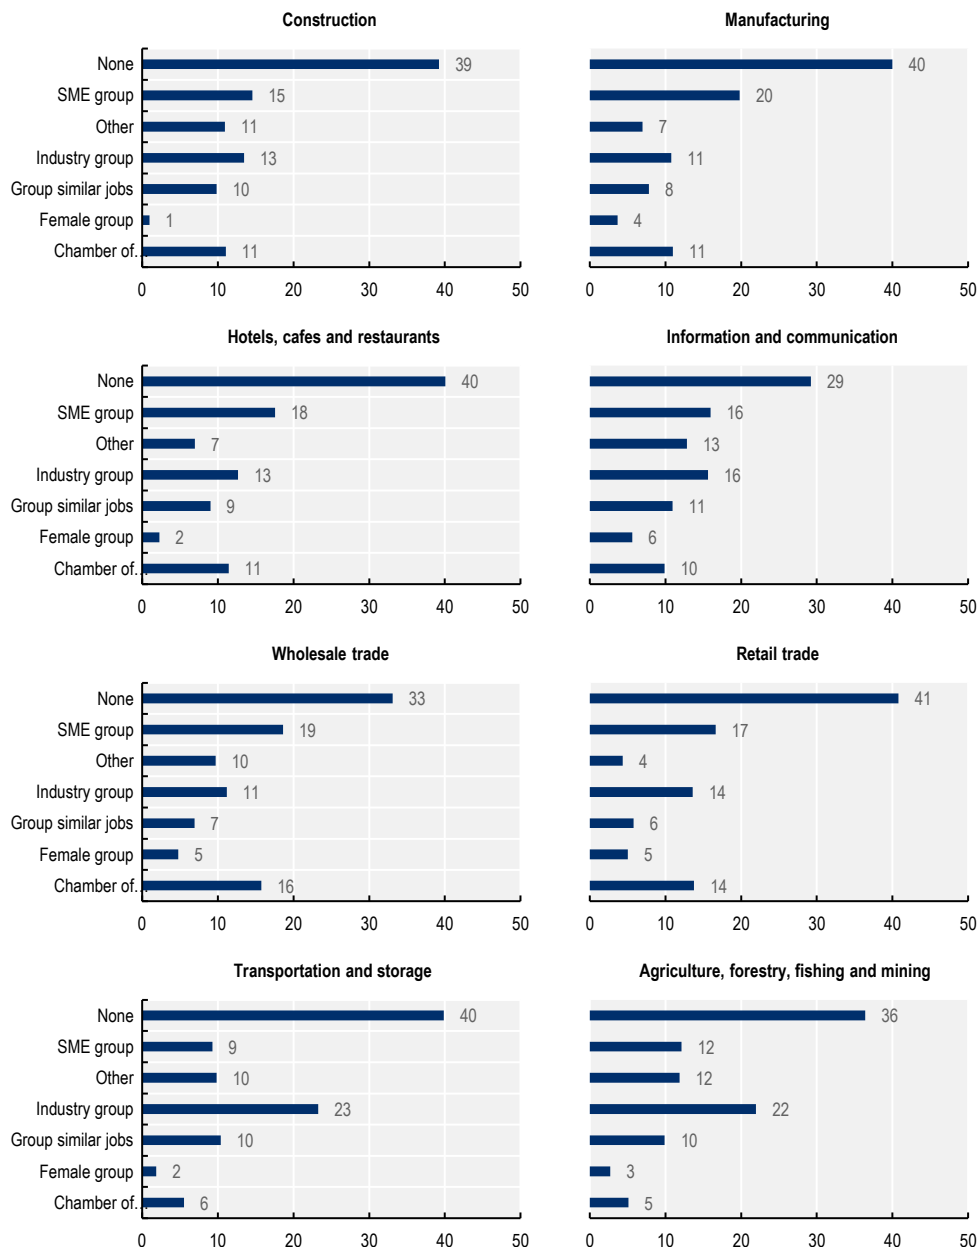 Construction
None 39
SME group 15
Other 11
Industry group 13
Group similar jobs 10
Female group 1
Chamber of.. 11
0 10 20 30 40 50
Manufacturing
40
20
7
11
8
4
11
0 10 20 30 40 50
Hotels, cafes and restaurants
None 40
SME group 18
Other 7
Industry group 13
Group similar jobs 9
Female group 2
Chamber of.. 11
0 10 20 30 40 50
Information and communication
29
16
13
16
11
6
10
0 10 20 30 40 50
Wholesale trade
None 33
SME group 19
Other 10
Industry group 11
Group similar jobs 7
Female group 5
Chamber of.. 16
0 10 20 30 40 50
Retail trade
41
17
4
14
6
5
14
0 10 20 30 40 50
Transportation and storage
None 40
SME group 9
Other 10
Industry group 23
Group similar jobs 10
Female group 2
Chamber of.. 6
0 10 20 30 40 50
Agriculture, forestry, fishing and mining
36
12
12
22
10
3
5
0 10 20 30 40 50